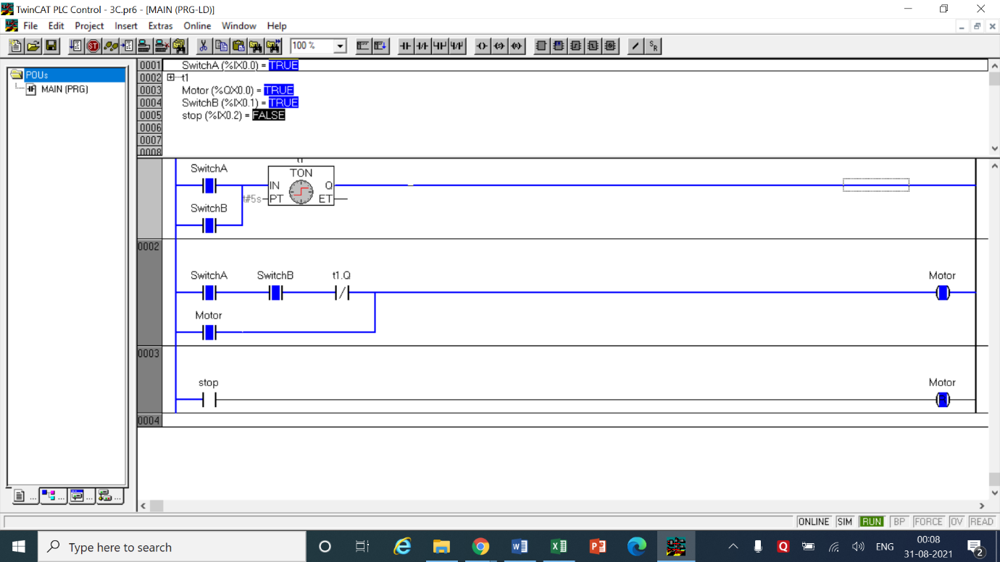 TwinCAT PLC Control - 3C.pr6 - [MAIN (PRG-LD)]
File Edit Project Insert Extras Online Window Help
100 %
POUs
MAIN (PRG)
0001 SwitchA (%IX0.0) = TRUE
0002 t1
0003 Motor (%QX0.0) = TRUE
0004 SwitchB (%IX0.1) = TRUE
0005 stop (%IX0.2) = FALSE
0006
0007
0008
SwitchA
TON
IN Q
t#5s PT ET
SwitchB
0002
SwitchA SwitchB t1.Q Motor
Motor
0003
stop Motor
0004
ONLINE SIM RUN BP FORCE OV READ
Type here to search
ENG
00:08
31-08-2021
2